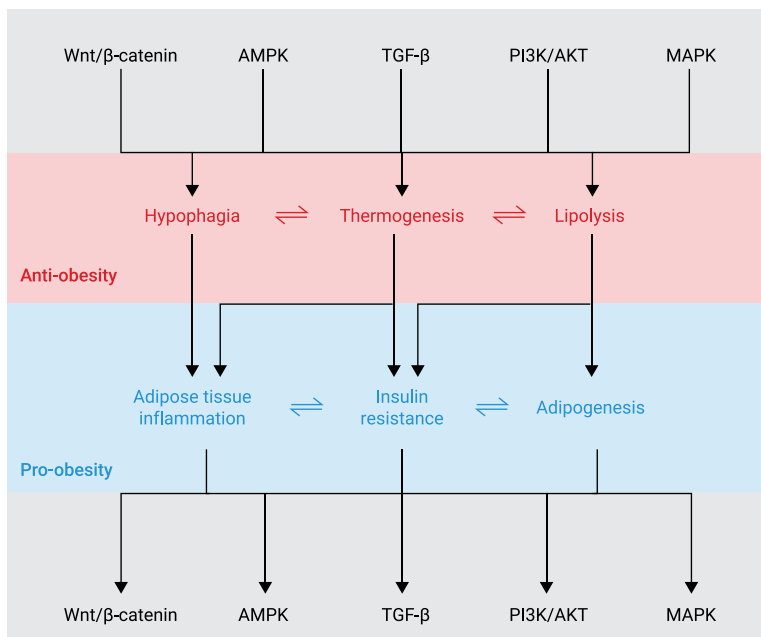 Wnt/β-catenin AMPK TGF-β PI3K/AKT MAPK
Hypophagia Thermogenesis Lipolysis
Anti-obesity
Adipose tissue
inflammation
Insulin
resistance
Adipogenesis
Pro-obesity
Wnt/β-catenin AMPK TGF-β PI3K/AKT MAPK